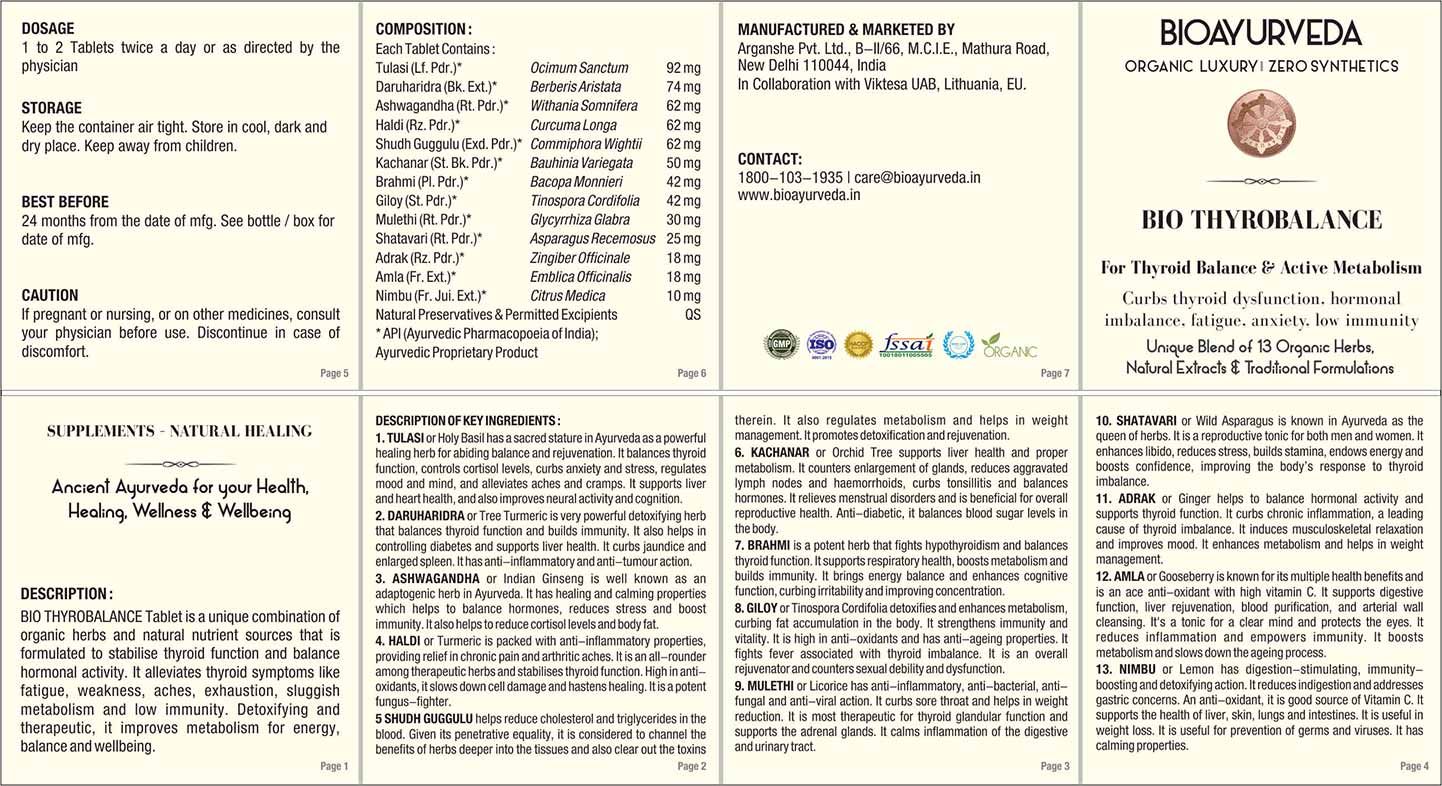 DOSAGE
1 to 2 Tablets twice a day or as directed by the
physician
STORAGE
Keep the container air tight. Store in cool, dark and
dry place. Keep away from children.
BEST BEFORE
24 months from the date of mfg. See bottle / box for
date of mfg.
CAUTION
If pregnant or nursing, or on other medicines, consult
your physician before use. Discontinue in case of
discomfort.
Page 5
COMPOSITION :
Each Tablet Contains :
Tulasi (Lf. Pdr.)* Ocimum Sanctum 92 mg
Daruharidra (Bk. Ext.)* Berberis Aristata 74 mg
Ashwagandha (Rt. Pdr.)* Withania Somnifera 62 mg
Haldi (Rz. Pdr.)* Curcuma Longa 62 mg
Shudh Guggulu (Exd. Pdr.)* Commiphora Wightii 62 mg
Kachanar (St. Bk. Pdr.)* Bauhinia Variegata 50 mg
Brahmi (Pl. Pdr.)* Bacopa Monnieri 42 mg
Giloy (St. Pdr.)* Tinospora Cordifolia 42 mg
Mulethi (Rt. Pdr.)* Glycyrrhiza Glabra 30 mg
Shatavari (Rt. Pdr.)* Asparagus Recemosus 25 mg
Adrak (Rz. Pdr.)* Zingiber Officinale 18 mg
Amla (Fr. Ext.)* Emblica Officinalis 18 mg
Nimbu (Fr. Jui. Ext.)* Citrus Medica 10 mg
Natural Preservatives & Permitted Excipients QS
* API (Ayurvedic Pharmacopoeia of India);
Ayurvedic Proprietary Product
Page 6
MANUFACTURED & MARKETED BY
Arganshe Pvt. Ltd., B–II/66, M.C.I.E., Mathura Road,
New Delhi 110044, India
In Collaboration with Viktesa UAB, Lithuania, EU.
CONTACT:
1800–103–1935 | care@bioayurveda.in
www.bioayurveda.in
GMP
ISO
9001:2015
HACCP
fssai
10018011005505
ORGANIC
Page 7
BIOAYURVEDA
ORGANIC LUXURY | ZERO SYNTHETICS
BIO THYROBALANCE
For Thyroid Balance & Active Metabolism
Curbs thyroid dysfunction, hormonal
imbalance, fatigue, anxiety, low immunity
Unique Blend of 13 Organic Herbs,
Natural Extracts & Traditional Formulations
SUPPLEMENTS - NATURAL HEALING
Ancient Ayurveda for your Health,
Healing, Wellness & Wellbeing
DESCRIPTION :
BIO THYROBALANCE Tablet is a unique combination of
organic herbs and natural nutrient sources that is
formulated to stabilise thyroid function and balance
hormonal activity. It alleviates thyroid symptoms like
fatigue, weakness, aches, exhaustion, sluggish
metabolism and low immunity. Detoxifying and
therapeutic, it improves metabolism for energy,
balance and wellbeing.
Page 1
DESCRIPTION OF KEY INGREDIENTS :
1. TULASI or Holy Basil has a sacred stature in Ayurveda as a powerful
healing herb for abiding balance and rejuvenation. It balances thyroid
function, controls cortisol levels, curbs anxiety and stress, regulates
mood and mind, and alleviates aches and cramps. It supports liver
and heart health, and also improves neural activity and cognition.
2. DARUHARIDRA or Tree Turmeric is very powerful detoxifying herb
that balances thyroid function and builds immunity. It also helps in
controlling diabetes and supports liver health. It curbs jaundice and
enlarged spleen. It has anti–inflammatory and anti–tumour action.
3. ASHWAGANDHA or Indian Ginseng is well known as an
adaptogenic herb in Ayurveda. It has healing and calming properties
which helps to balance hormones, reduces stress and boost
immunity. It also helps to reduce cortisol levels and body fat.
4. HALDI or Turmeric is packed with anti–inflammatory properties,
providing relief in chronic pain and arthritic aches. It is an all–rounder
among therapeutic herbs and stabilises thyroid function. High in anti–
oxidants, it slows down cell damage and hastens healing. It is a potent
fungus–fighter.
5 SHUDH GUGGULU helps reduce cholesterol and triglycerides in the
blood. Given its penetrative equality, it is considered to channel the
benefits of herbs deeper into the tissues and also clear out the toxins
Page 2
therein. It also regulates metabolism and helps in weight
management. It promotes detoxification and rejuvenation.
6. KACHANAR or Orchid Tree supports liver health and proper
metabolism. It counters enlargement of glands, reduces aggravated
lymph nodes and haemorrhoids, curbs tonsillitis and balances
hormones. It relieves menstrual disorders and is beneficial for overall
reproductive health. Anti–diabetic, it balances blood sugar levels in
the body.
7. BRAHMI is a potent herb that fights hypothyroidism and balances
thyroid function. It supports respiratory health, boosts metabolism and
builds immunity. It brings energy balance and enhances cognitive
function, curbing irritability and improving concentration.
8. GILOY or Tinospora Cordifolia detoxifies and enhances metabolism,
curbing fat accumulation in the body. It strengthens immunity and
vitality. It is high in anti–oxidants and has anti–ageing properties. It
fights fever associated with thyroid imbalance. It is an overall
rejuvenator and counters sexual debility and dysfunction.
9. MULETHI or Licorice has anti–inflammatory, anti–bacterial, anti–
fungal and anti–viral action. It curbs sore throat and helps in weight
reduction. It is most therapeutic for thyroid glandular function and
supports the adrenal glands. It calms inflammation of the digestive
and urinary tract.
Page 3
10. SHATAVARI or Wild Asparagus is known in Ayurveda as the
queen of herbs. It is a reproductive tonic for both men and women. It
enhances libido, reduces stress, builds stamina, endows energy and
boosts confidence, improving the body's response to thyroid
imbalance.
11. ADRAK or Ginger helps to balance hormonal activity and
supports thyroid function. It curbs chronic inflammation, a leading
cause of thyroid imbalance. It induces musculoskeletal relaxation
and improves mood. It enhances metabolism and helps in weight
management.
12. AMLA or Gooseberry is known for its multiple health benefits and
is an ace anti–oxidant with high vitamin C. It supports digestive
function, liver rejuvenation, blood purification, and arterial wall
cleansing. It's a tonic for a clear mind and protects the eyes. It
reduces inflammation and empowers immunity. It boosts
metabolism and slows down the ageing process.
13. NIMBU or Lemon has digestion–stimulating, immunity–
boosting and detoxifying action. It reduces indigestion and addresses
gastric concerns. An anti–oxidant, it is good source of Vitamin C. It
supports the health of liver, skin, lungs and intestines. It is useful in
weight loss. It is useful for prevention of germs and viruses. It has
calming properties.
Page 4